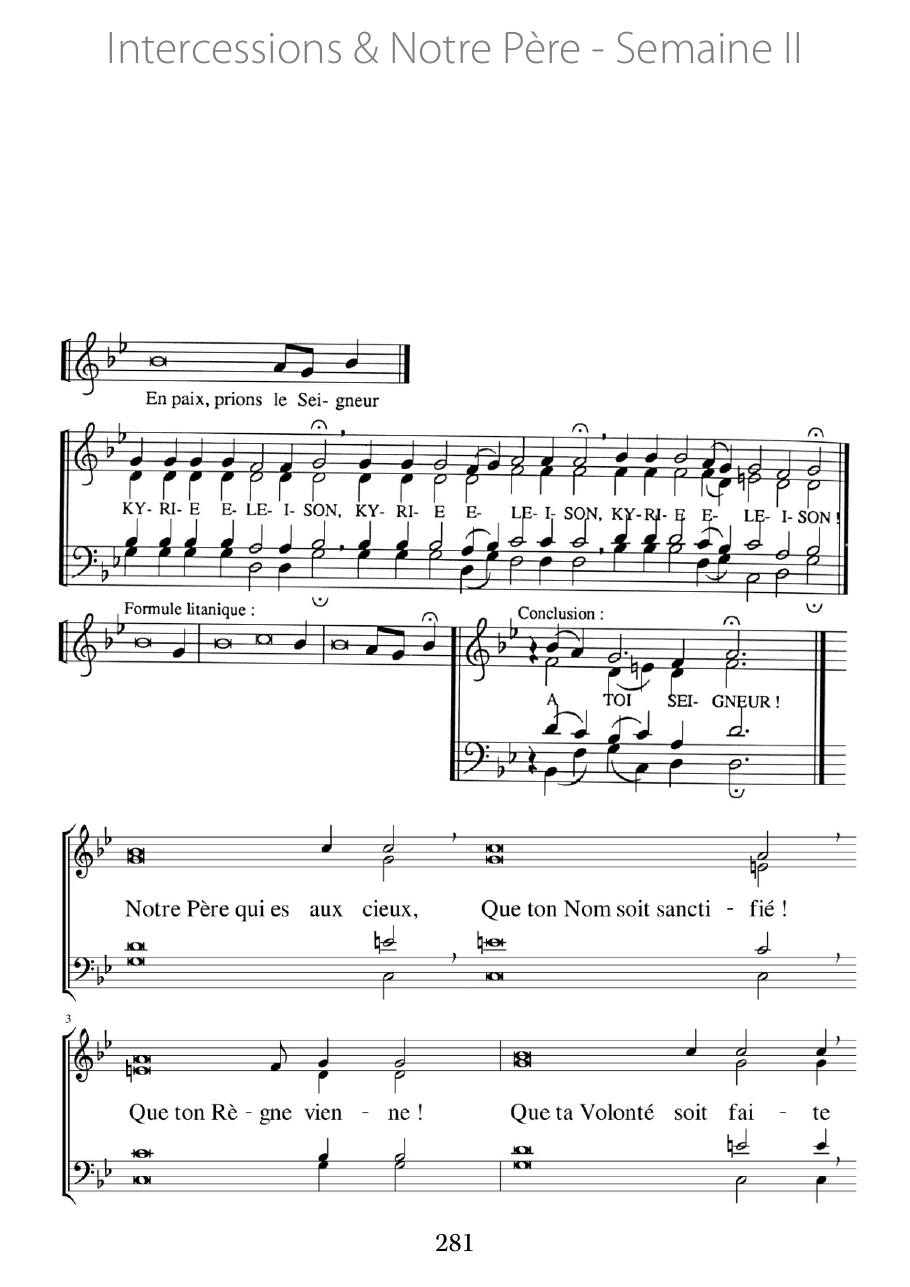 Intercessions & Notre Père - Semaine II
En paix, prions le Sei- gneur
KY- RI- E E- LE- I- SON, KY- RI- E E- LE- I- SON, KY-RI- E E- LE- I- SON !
Formule litanique :
Conclusion :
A TOI SEI- GNEUR !
Notre Père qui es aux cieux, Que ton Nom soit sancti - fié !
3
Que ton Rè - gne vien - ne ! Que ta Volonté soit fai - te
281